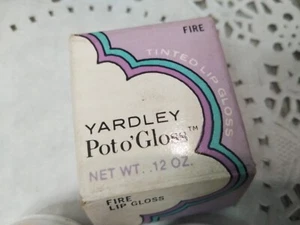 FIRE
TINTED LIP GLOSS
YARDLEY
Pot o' Gloss™
NET WT. .12 OZ.
FIRE
LIP GLOSS